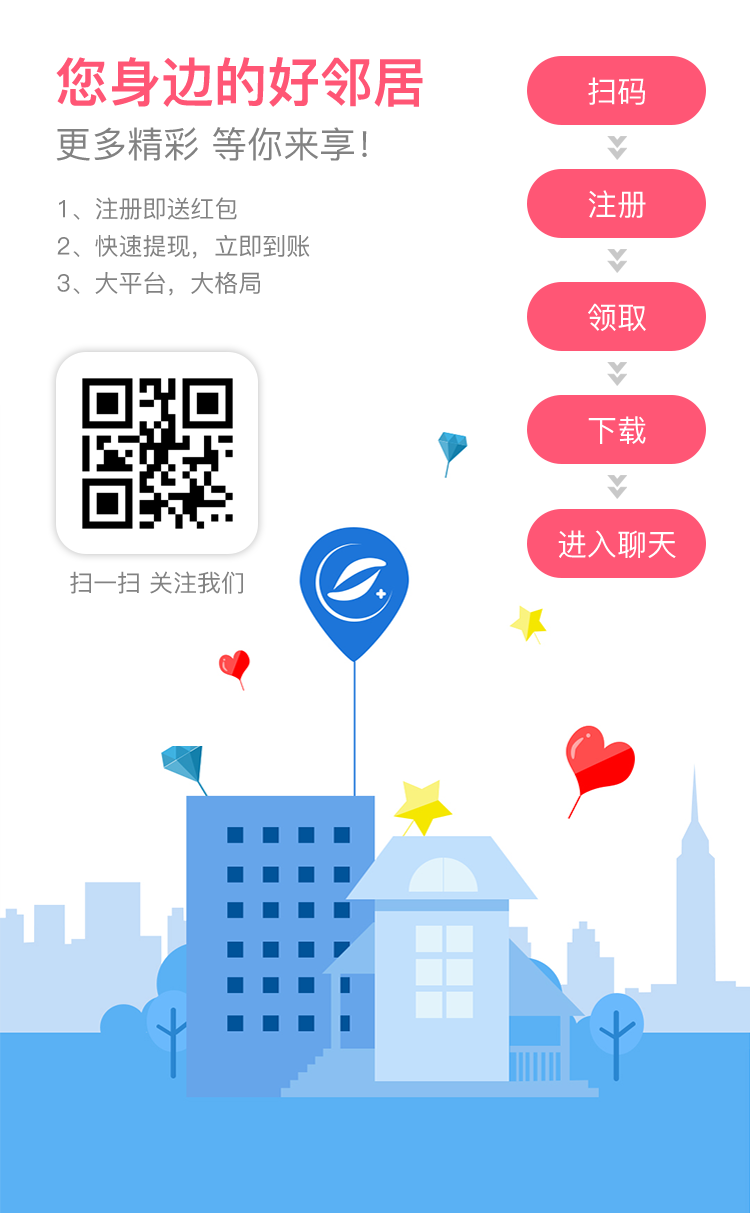 您身边的好邻居
更多精彩 等你来享!
1、注册即送红包
2、快速提现，立即到账
3、大平台，大格局
扫一扫 关注我们
扫码
注册
领取
下载
进入聊天